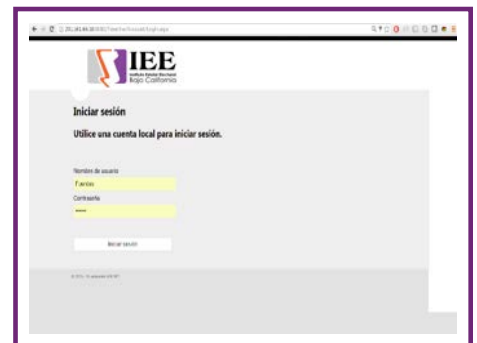 IEE
Instituto Estatal Electoral
Baja California
Iniciar sesión
Utilice una cuenta local para iniciar sesión.
Nombre de usuario
Contraseña
Iniciar sesión